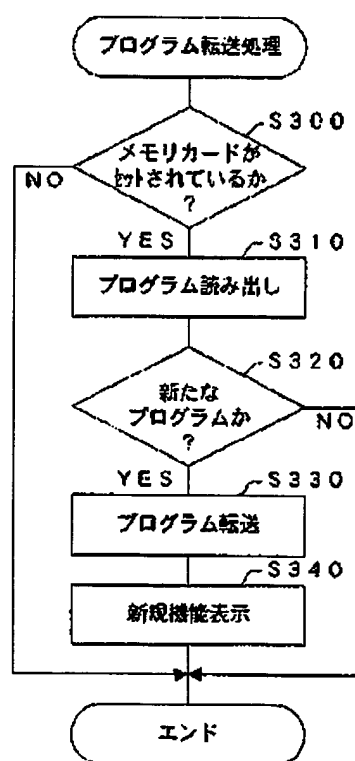 プログラム転送処理
S300
メモリカードが
セットされているか
?
NO
YES
S310
プログラム読み出し
S320
新たな
プログラムか
?
NO
YES
S330
プログラム転送
S340
新規機能表示
エンド